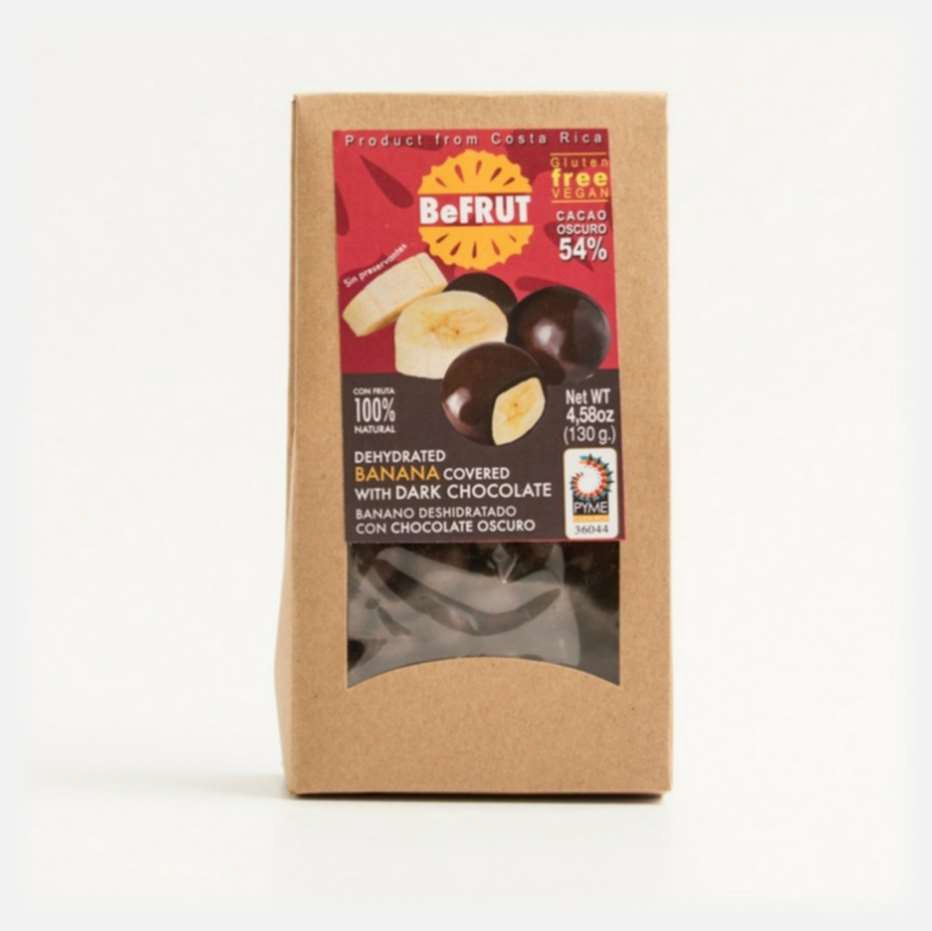 Product from Costa Rica
Gluten
free
VEGAN
BeFRUT
CACAO
OSCURO
54%
Sin preservantes
CON FRUTA
100%
NATURAL
Net WT
4,58oz
(130 g.)
DEHYDRATED
BANANA COVERED
WITH DARK CHOCOLATE
BANANO DESHIDRATADO
CON CHOCOLATE OSCURO
PYME
36044